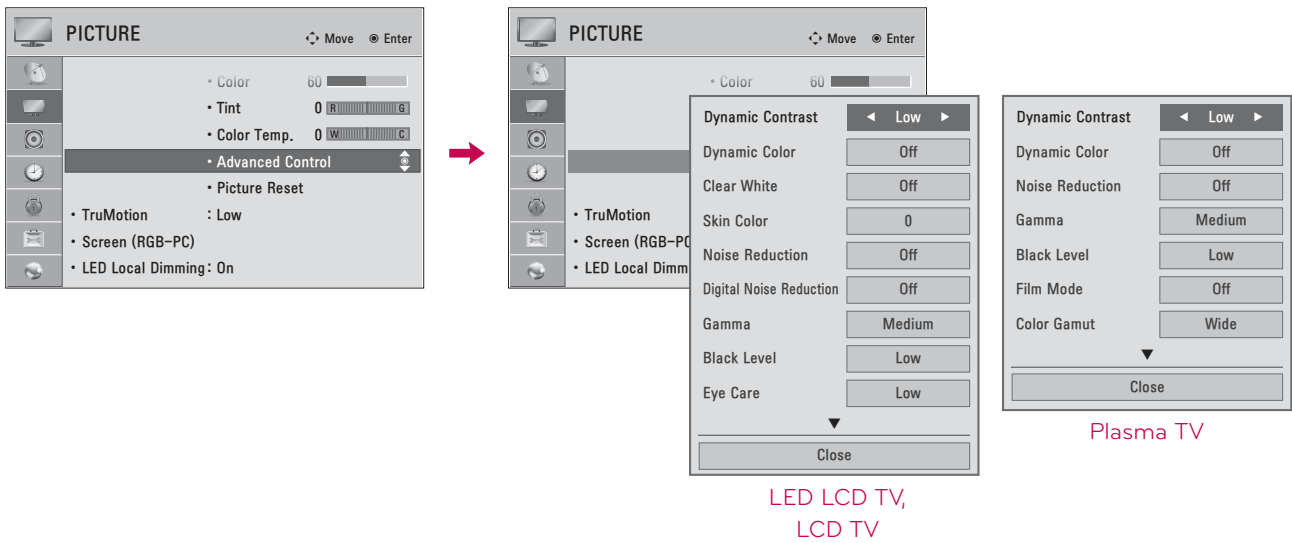 PICTURE Move Enter
• Color 60
• Tint 0 R G
• Color Temp. 0 W C
• Advanced Control
• Picture Reset
• TruMotion : Low
• Screen (RGB-PC)
• LED Local Dimming : On
PICTURE Move Enter
• Color 60
• TruMotion
• Screen (RGB-PC
• LED Local Dimm
Dynamic Contrast ◀ Low ▶
Dynamic Color Off
Clear White Off
Skin Color 0
Noise Reduction Off
Digital Noise Reduction Off
Gamma Medium
Black Level Low
Eye Care Low
▼
Close
LED LCD TV,
LCD TV
Dynamic Contrast ◀ Low ▶
Dynamic Color Off
Noise Reduction Off
Gamma Medium
Black Level Low
Film Mode Off
Color Gamut Wide
▼
Close
Plasma TV